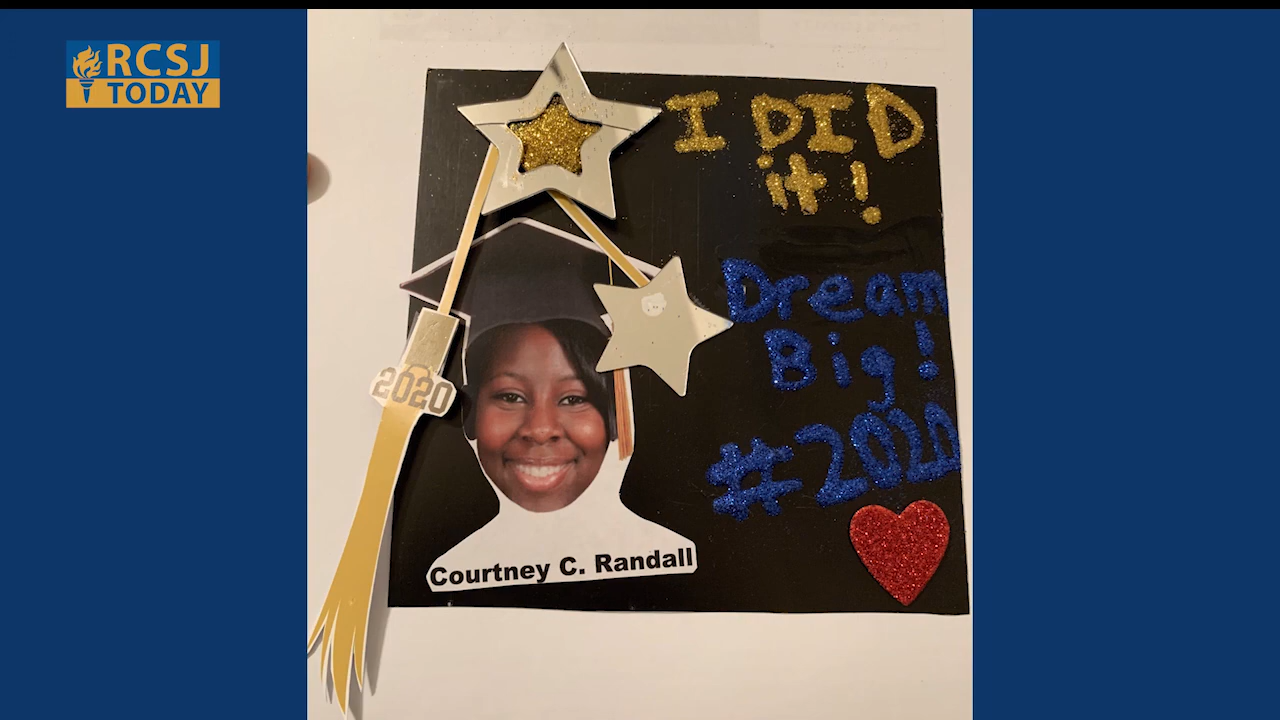 RCSJ
TODAY
I DID
it!
Dream
Big!
#2020
2020
Courtney C. Randall